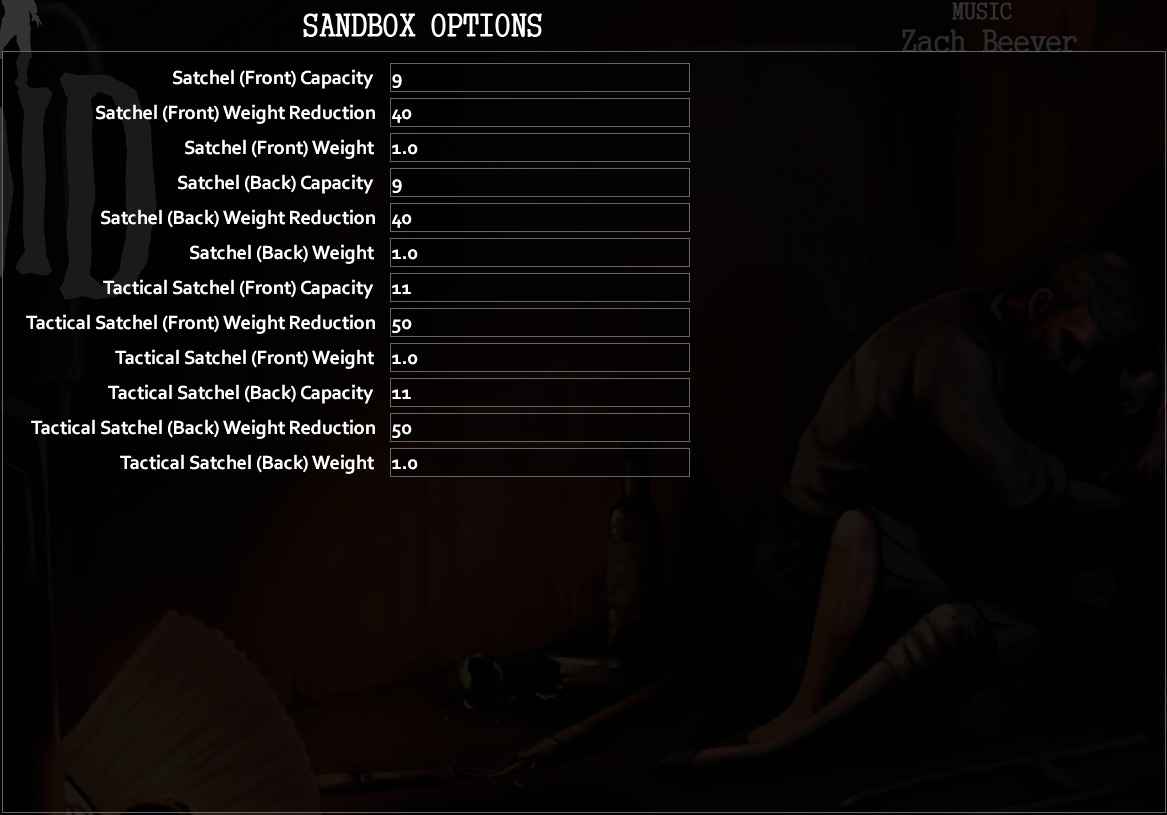 SANDBOX OPTIONS
MUSIC
Zach Beever
ID
Satchel (Front) Capacity 9
Satchel (Front) Weight Reduction 40
Satchel (Front) Weight 1.0
Satchel (Back) Capacity 9
Satchel (Back) Weight Reduction 40
Satchel (Back) Weight 1.0
Tactical Satchel (Front) Capacity 11
Tactical Satchel (Front) Weight Reduction 50
Tactical Satchel (Front) Weight 1.0
Tactical Satchel (Back) Capacity 11
Tactical Satchel (Back) Weight Reduction 50
Tactical Satchel (Back) Weight 1.0